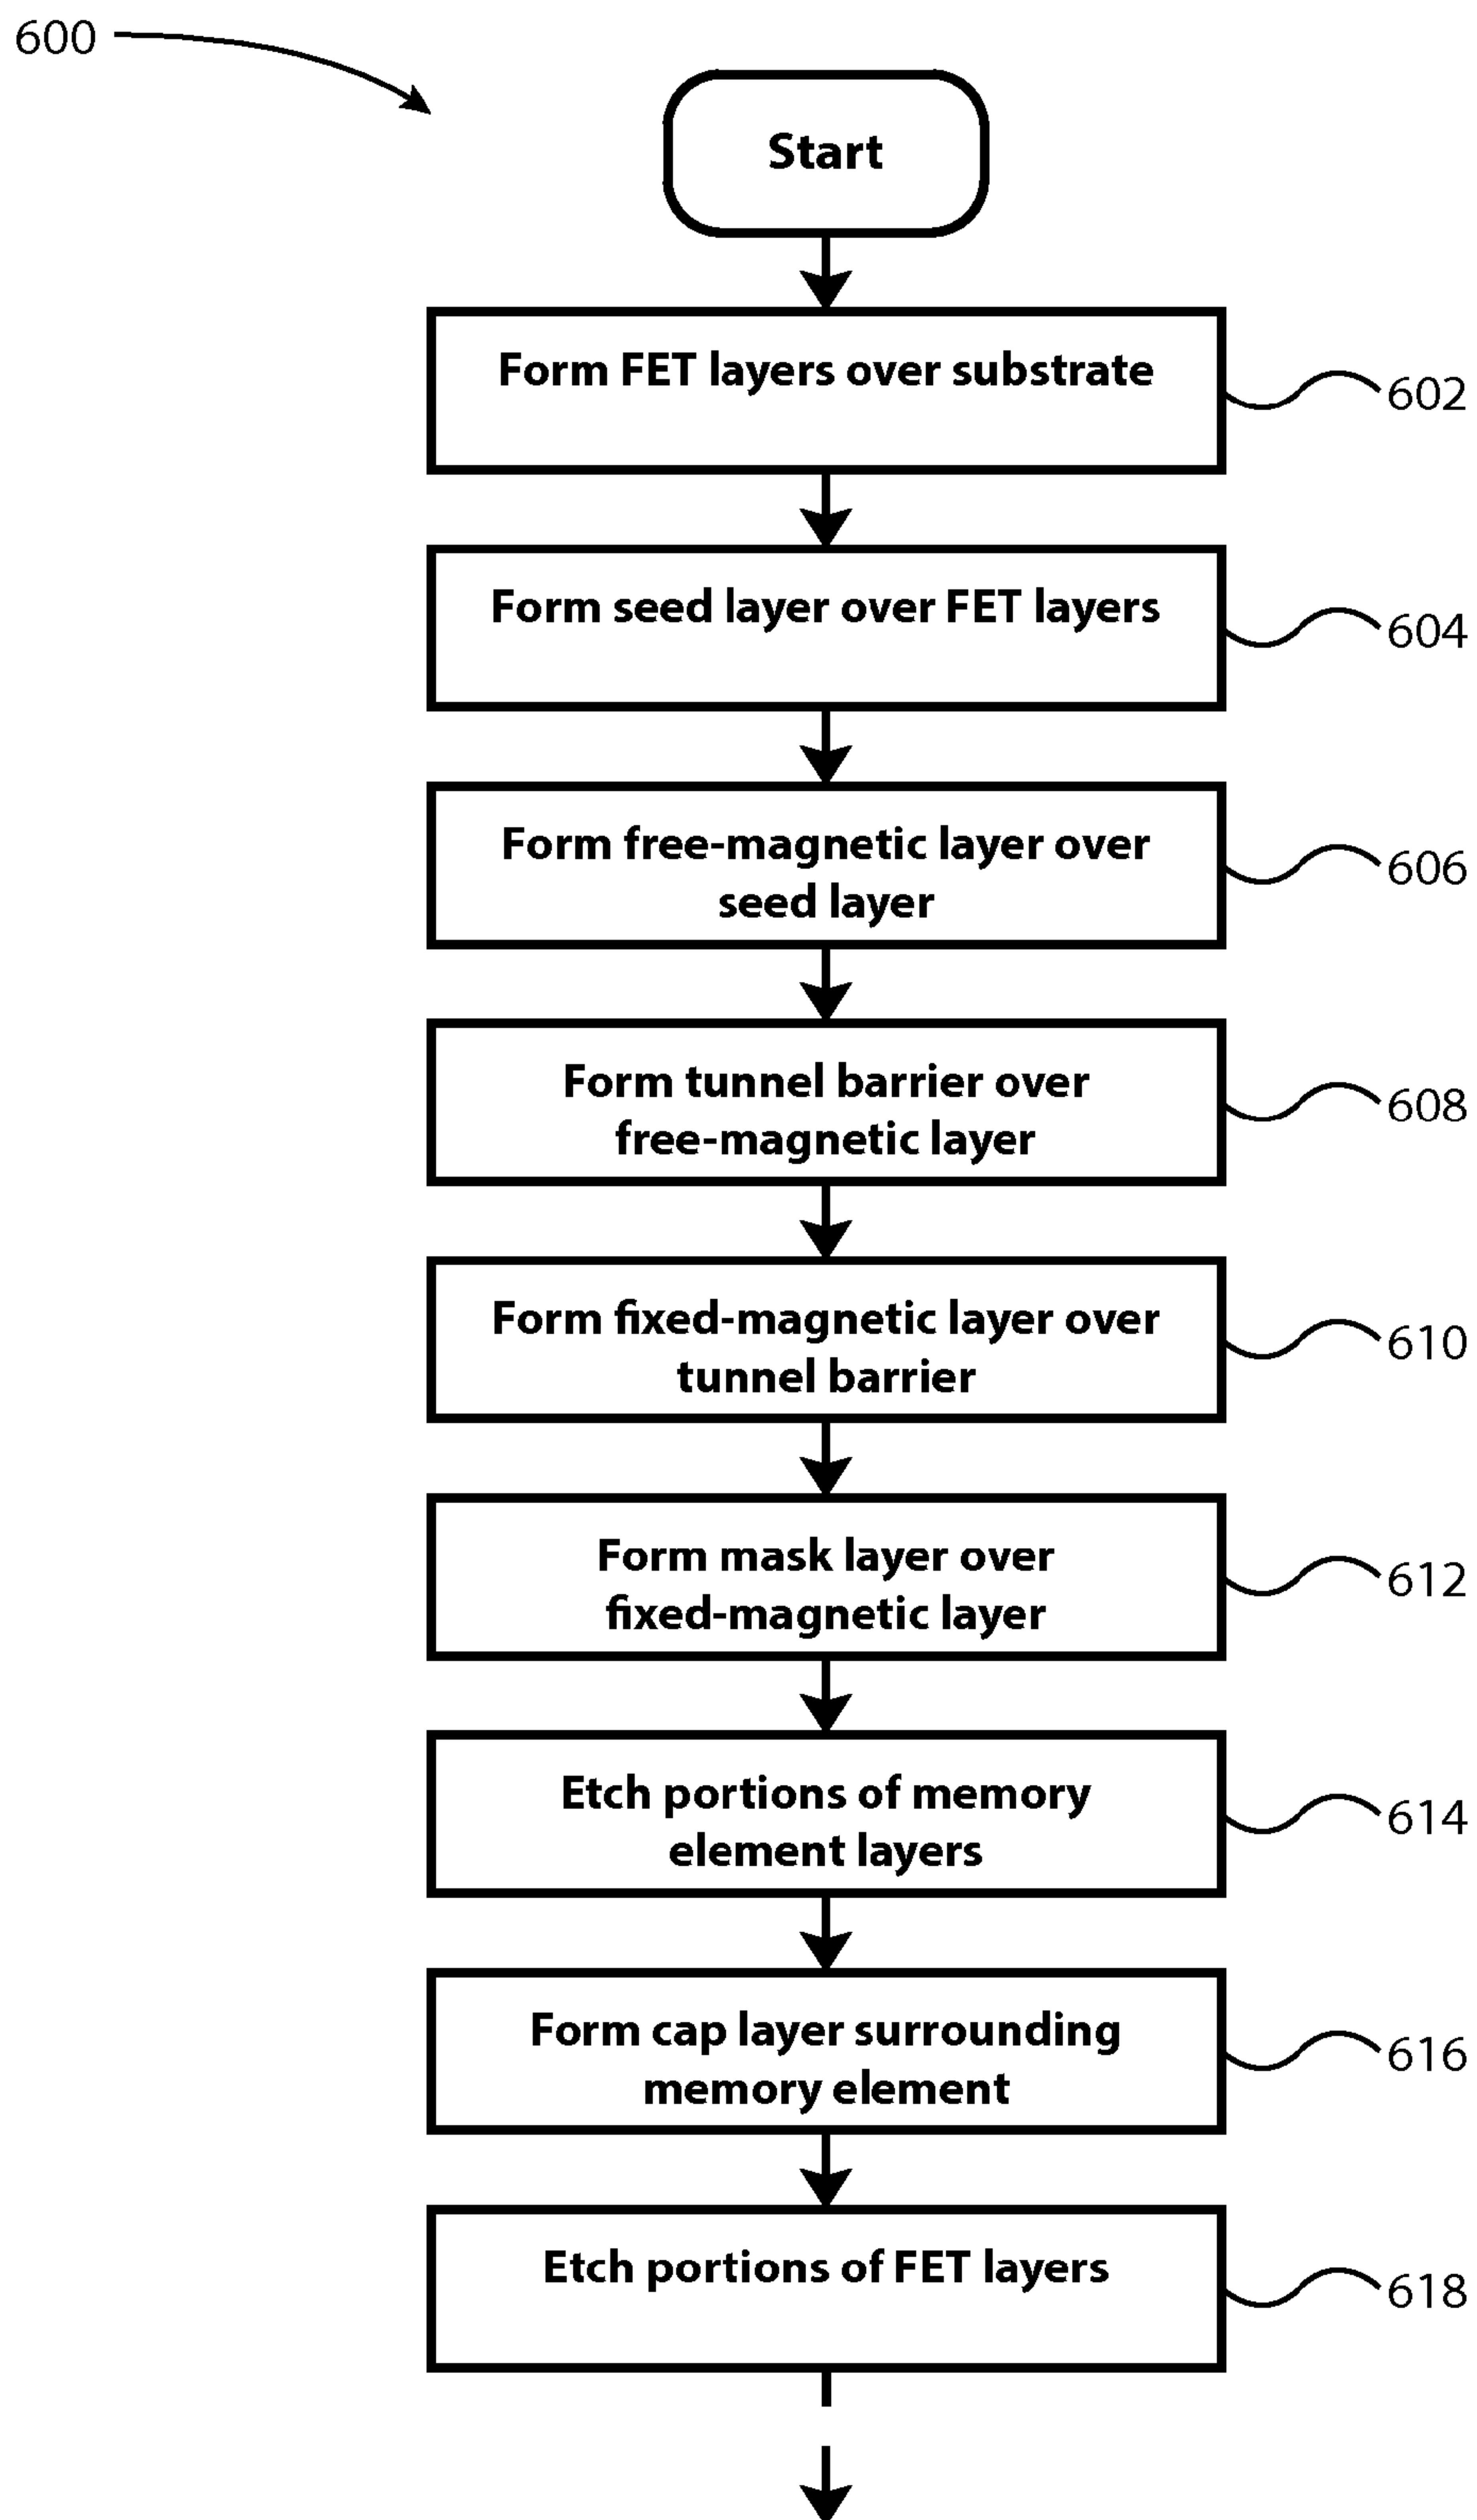 600
Start
Form FET layers over substrate
602
Form seed layer over FET layers
604
Form free-magnetic layer over
seed layer
606
Form tunnel barrier over
free-magnetic layer
608
Form fixed-magnetic layer over
tunnel barrier
610
Form mask layer over
fixed-magnetic layer
612
Etch portions of memory
element layers
614
Form cap layer surrounding
memory element
616
Etch portions of FET layers
618